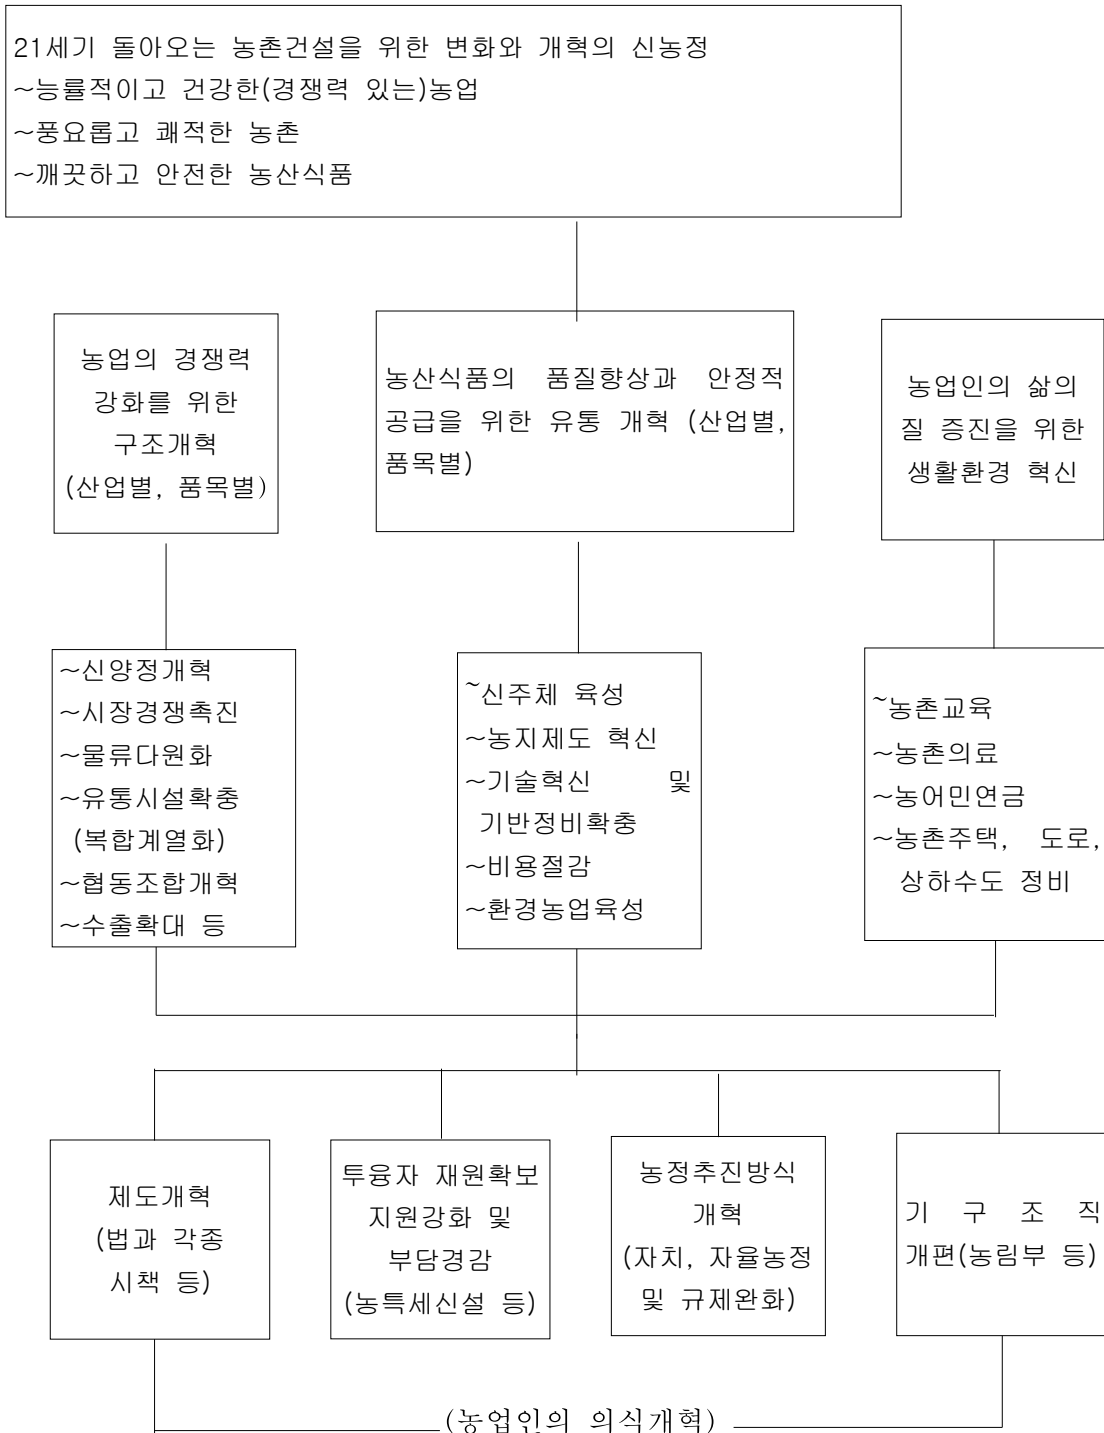 21세기 돌아오는 농촌건설을 위한 변화와 개혁의 신농정
~능률적이고 건강한(경쟁력 있는)농업
~풍요롭고 쾌적한 농촌
~깨끗하고 안전한 농산식품
농업의 경쟁력
강화를 위한
구조개혁
(산업별, 품목별)
농산식품의 품질향상과 안정적
공급을 위한 유통 개혁 (산업별,
품목별)
농업인의 삶의
질 증진을 위한
생활환경 혁신
~신양정개혁
~시장경쟁촉진
~물류다원화
~유통시설확충
(복합계열화)
~협동조합개혁
~수출확대 등
~신주체 육성
~농지제도 혁신
~기술혁신 및
기반정비확충
~비용절감
~환경농업육성
~농촌교육
~농촌의료
~농어민연금
~농촌주택, 도로,
상하수도 정비
제도개혁
(법과 각종
시책 등)
투융자 재원확보
지원강화 및
부담경감
(농특세신설 등)
농정추진방식
개혁
(자치, 자율농정
및 규제완화)
기 구 조 직
개편(농림부 등)
(농업인의 의식개혁)